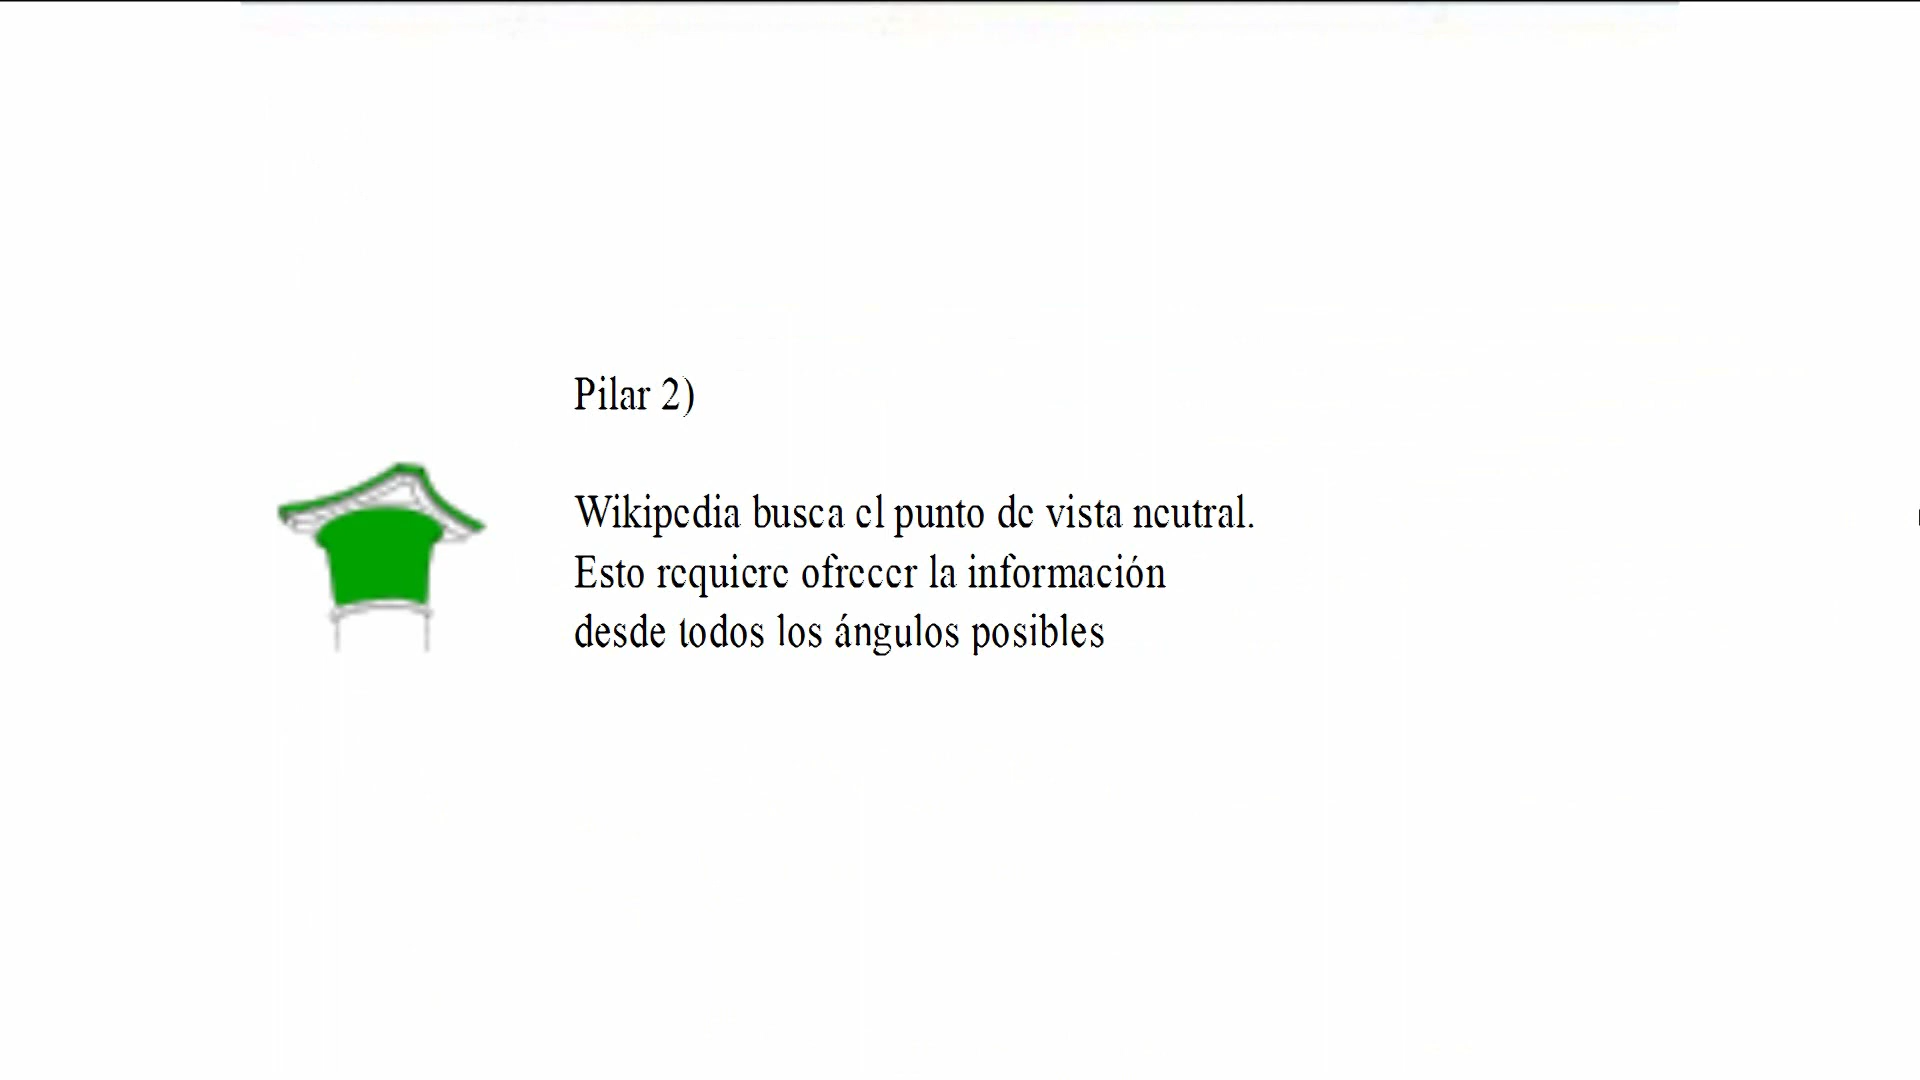 Pilar 2)
Wikipedia busca el punto de vista neutral.
Esto requiere ofrecer la información
desde todos los ángulos posibles